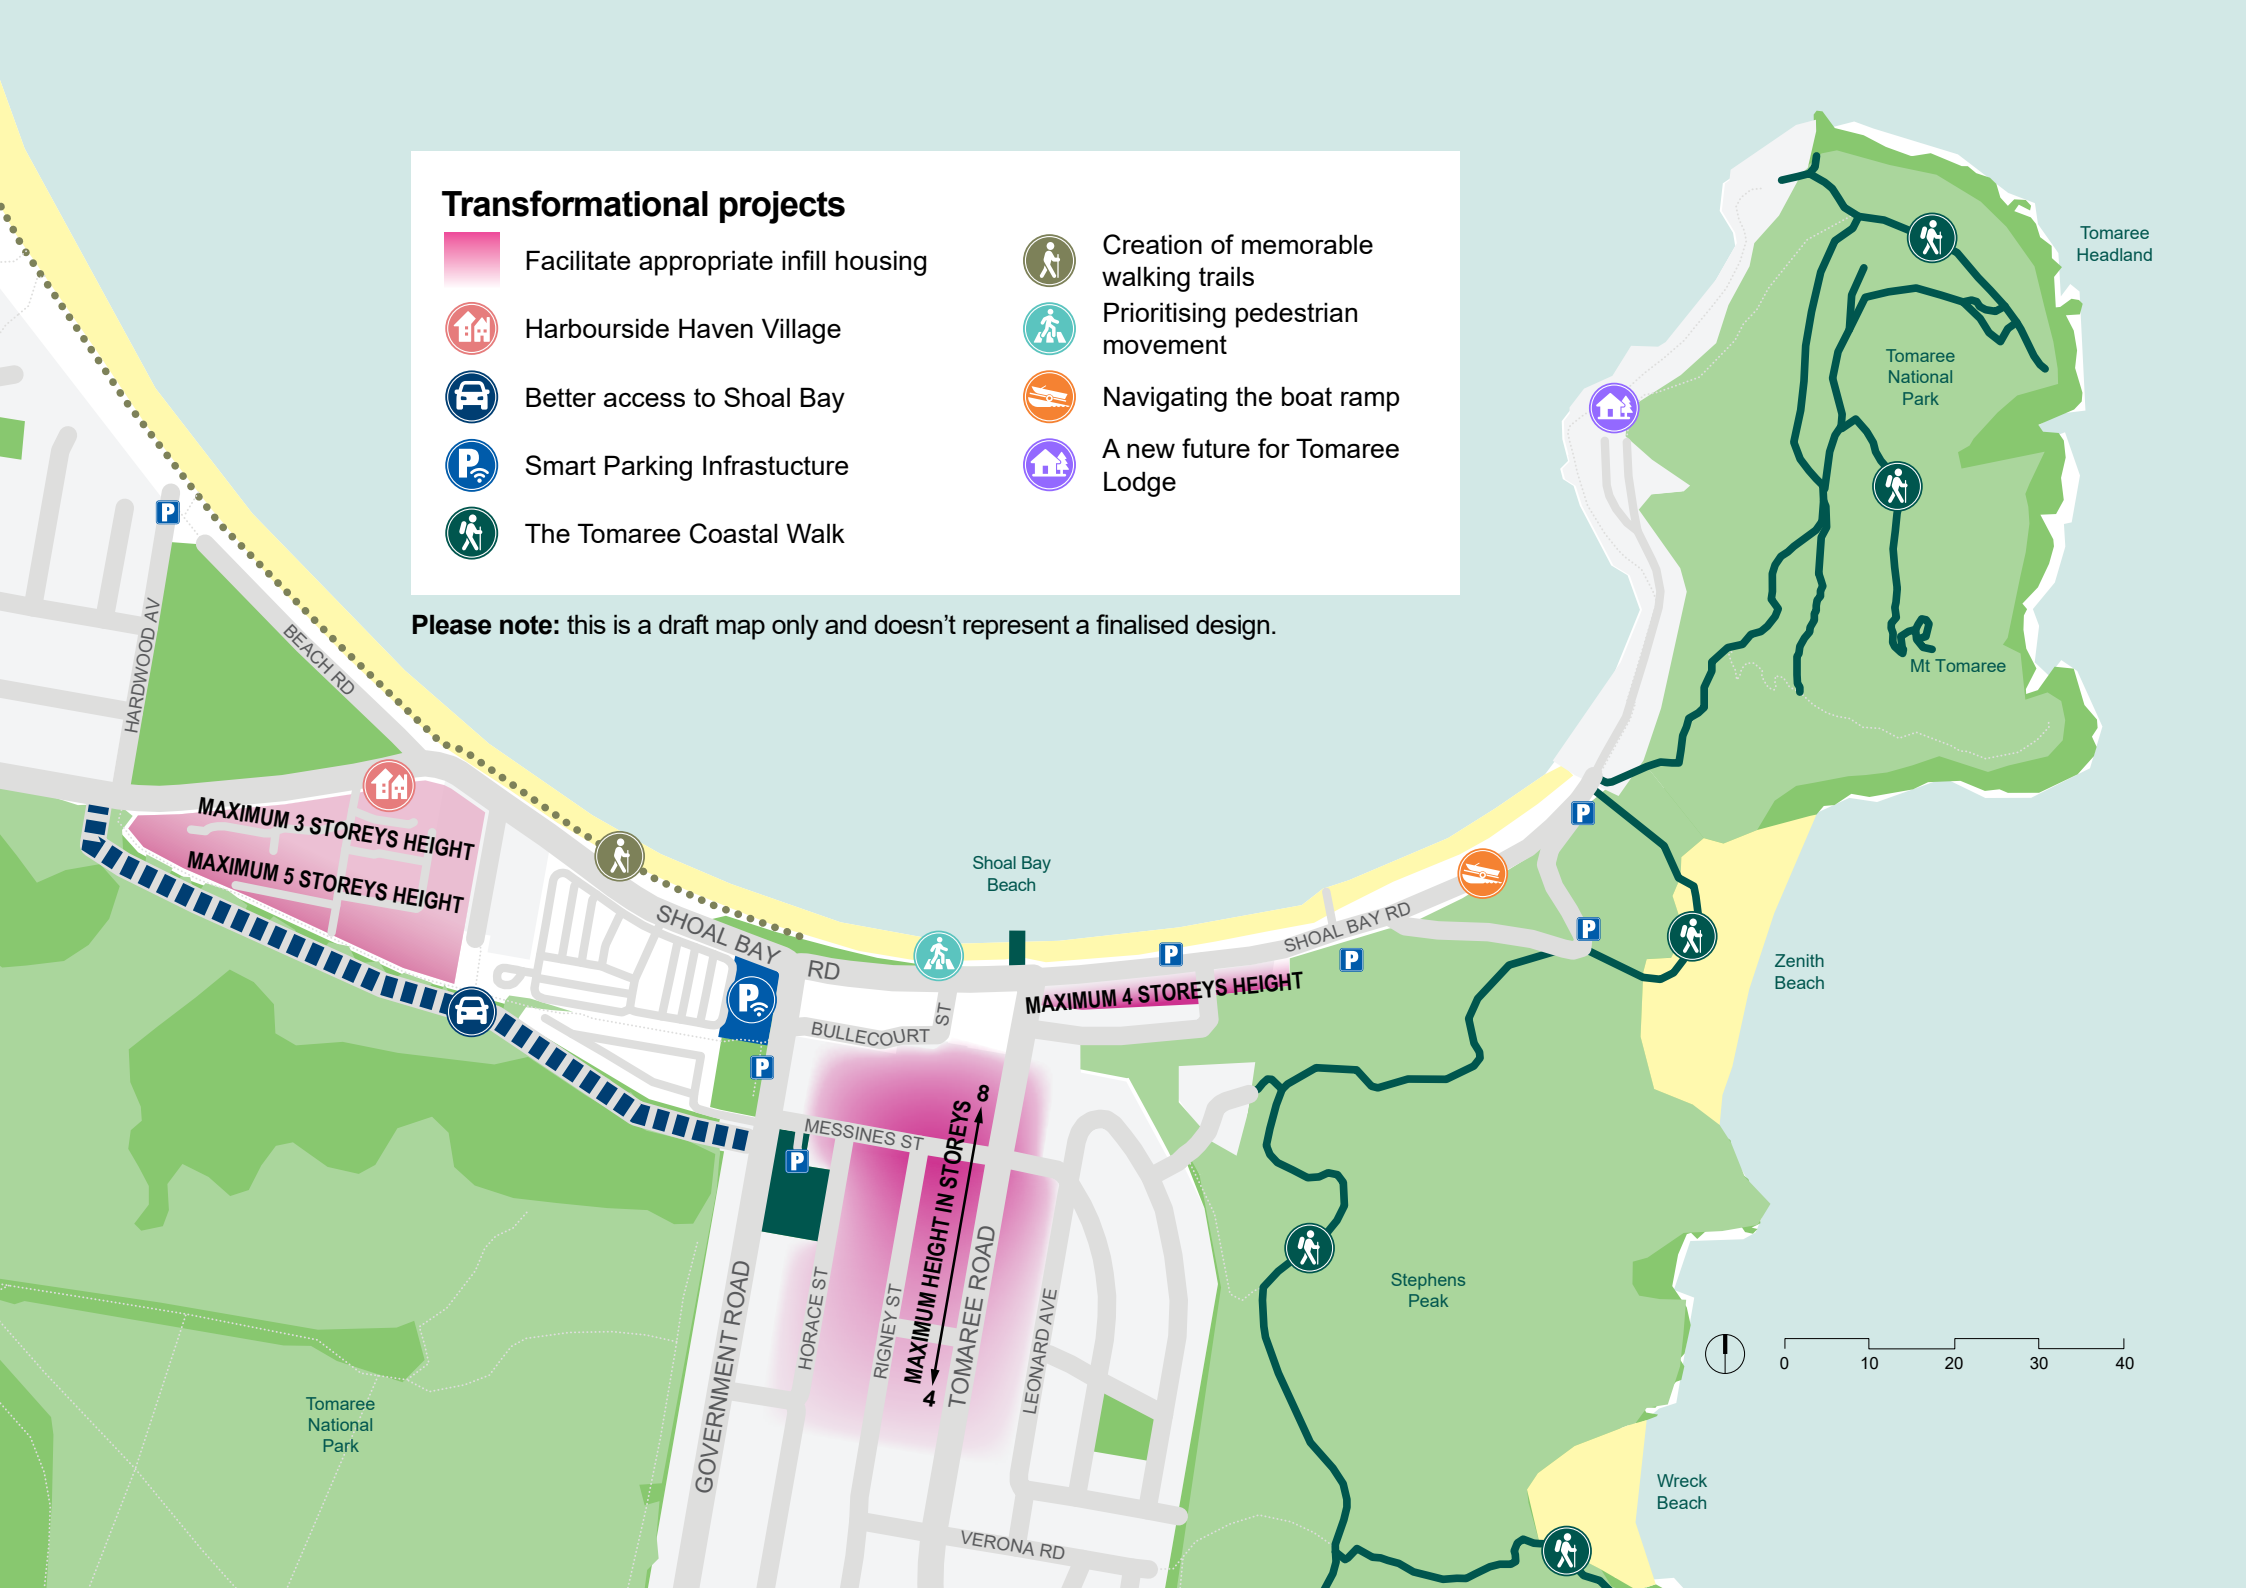 Transformational projects
Facilitate appropriate infill housing
Harbourside Haven Village
Better access to Shoal Bay
P
Smart Parking Infrastucture
The Tomaree Coastal Walk
Creation of memorable
walking trails
Prioritising pedestrian
movement
Navigating the boat ramp
A new future for Tomaree
Lodge
Please note: this is a draft map only and doesn't represent a finalised design.
Tomaree
Headland
Tomaree
National
Park
Mt Tomaree
P
HARDWOOD AV
BEACH RD
MAXIMUM 3 STOREYS HEIGHT
MAXIMUM 5 STOREYS HEIGHT
SHOAL BAY
RD
Shoal Bay
Beach
P
SHOAL BAY RD
P
P
P
P
MAXIMUM 4 STOREYS HEIGHT
Zenith
Beach
P
BULLECOURT
ST
P
MESSINES ST
P
8
MAXIMUM HEIGHT IN STOREYS
4
GOVERNMENT ROAD
HORACE ST
RIGNEY ST
TOMAREE ROAD
LEONARD AVE
VERONA RD
Stephens
Peak
0 10 20 30 40
Tomaree
National
Park
Wreck
Beach